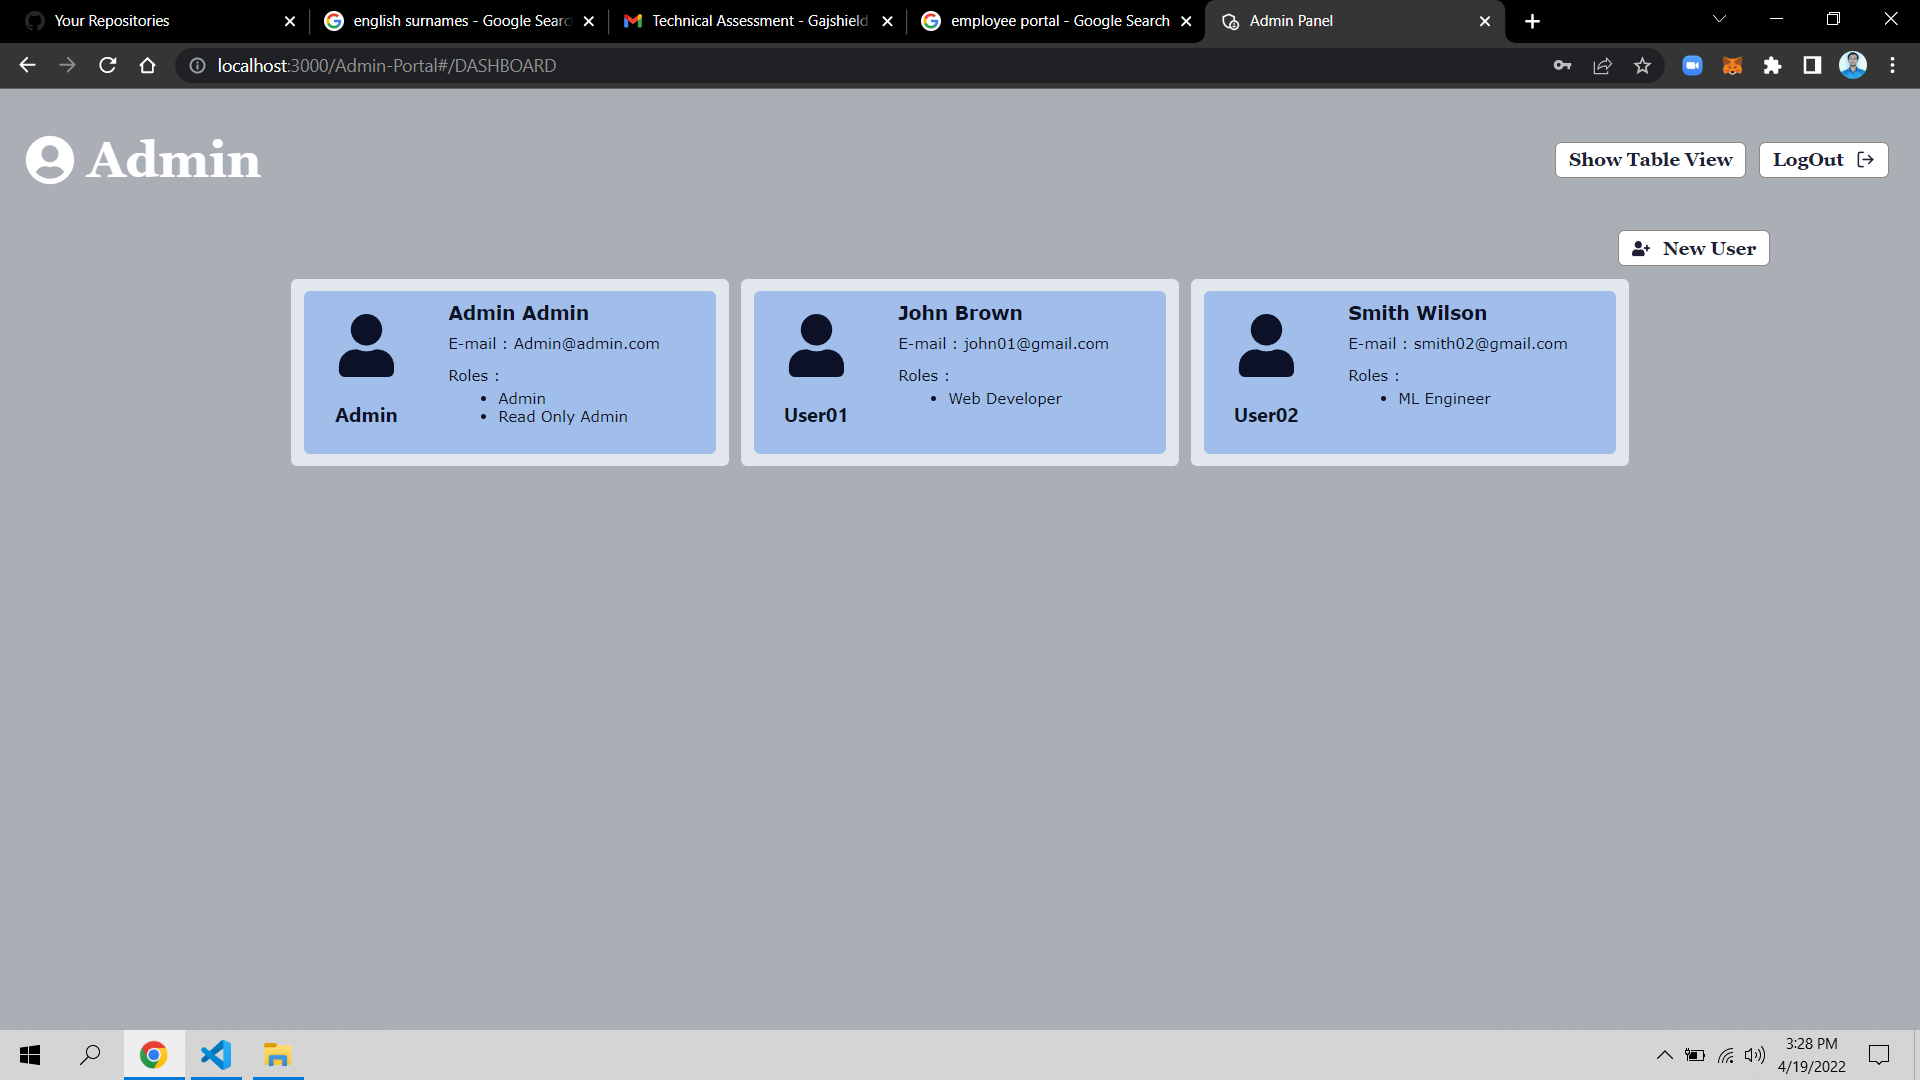 Your Repositories
english surnames - Google Searc
Technical Assessment - Gajshield
employee portal - Google Search
Admin Panel
localhost:3000/Admin-Portal#/DASHBOARD
Admin
Show Table View
LogOut
New User
Admin Admin
E-mail : Admin@admin.com
Roles :
• Admin
• Read Only Admin
Admin
John Brown
E-mail : john01@gmail.com
Roles :
• Web Developer
User01
Smith Wilson
E-mail : smith02@gmail.com
Roles :
• ML Engineer
User02
3:28 PM
4/19/2022